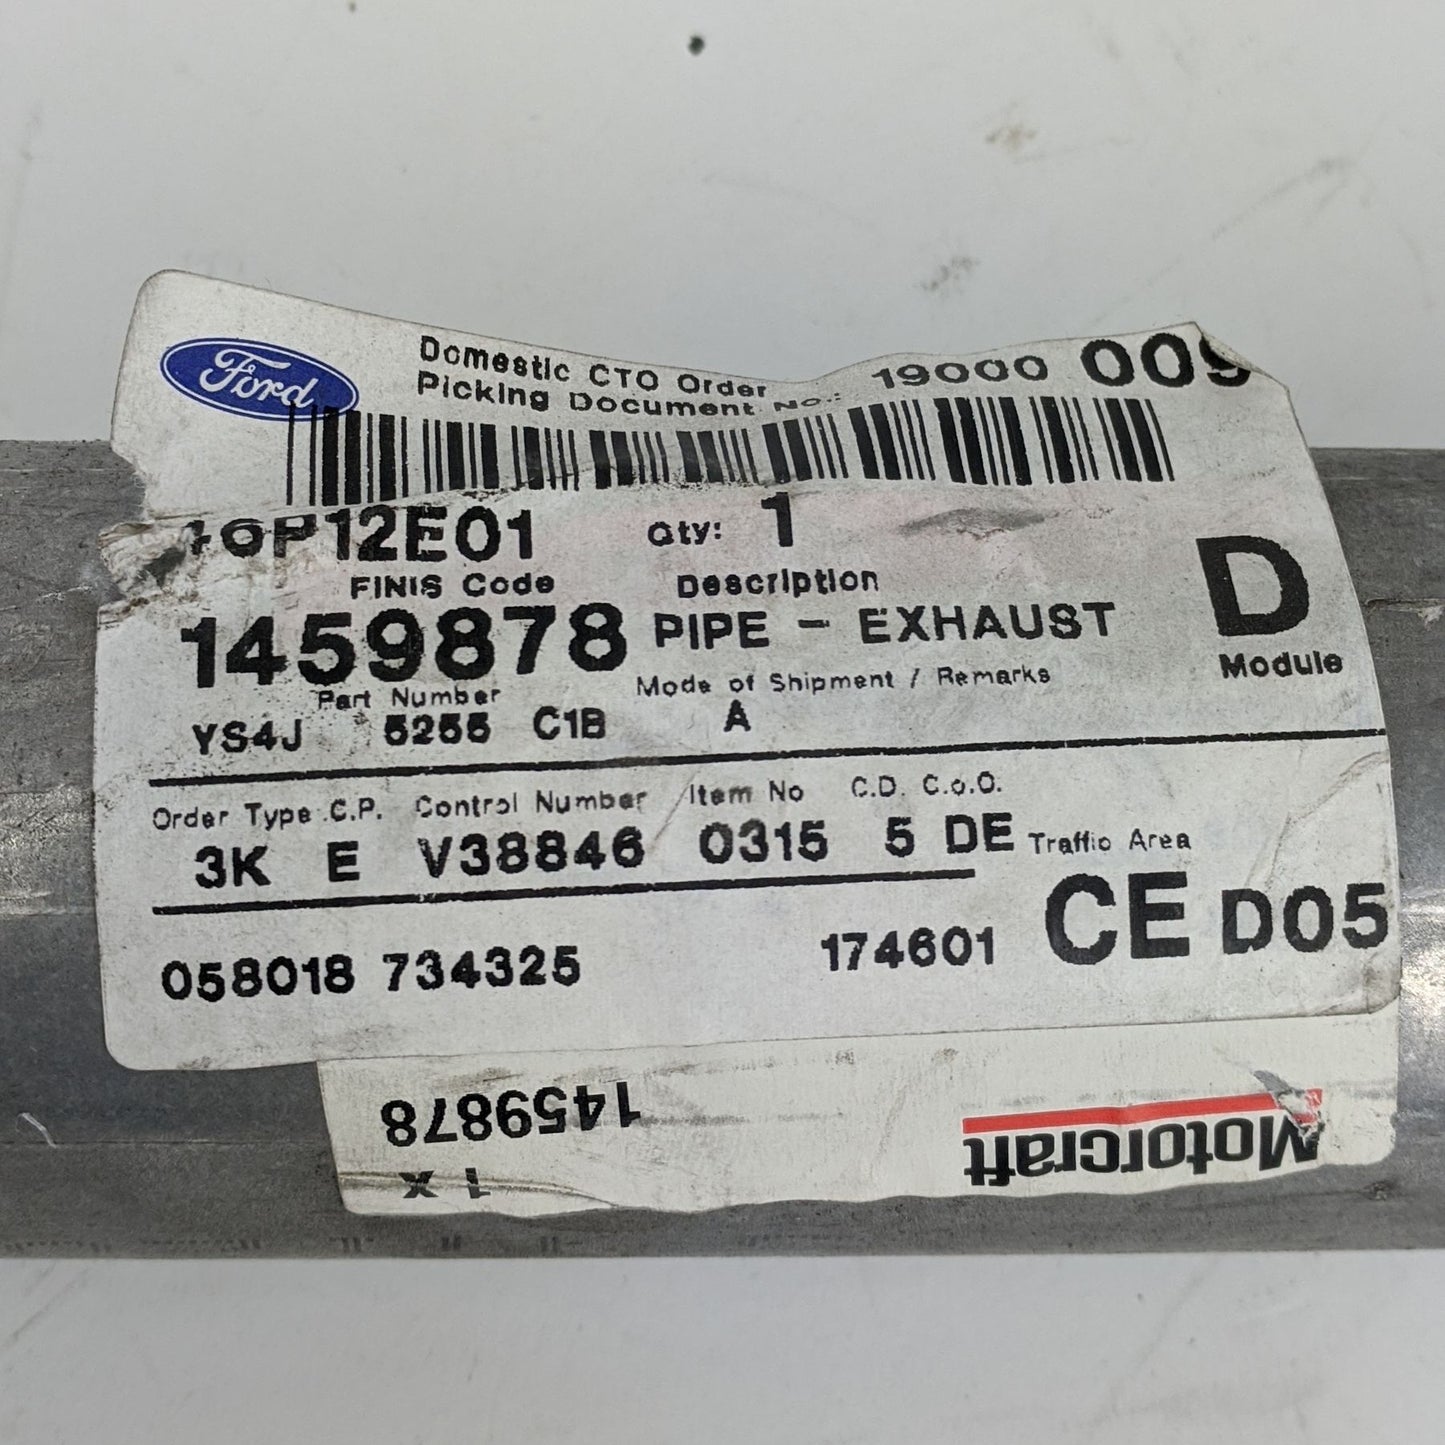 Ford
Domestic CTO Order
Picking Document No.: 19000 009
P12E01 Qty: 1
FINIS Code Description
1459878 PIPE - EXHAUST D
Part Number Mode of Shipment / Remarks Module
YS4J 5255 C1B A
Order Type C.P. Control Number Item No C.D. C.o.O.
3K E V38846 0315 5 DE Traffic Area
CE D05
058018 734325 174601
Motorcraft
1459878
1 x